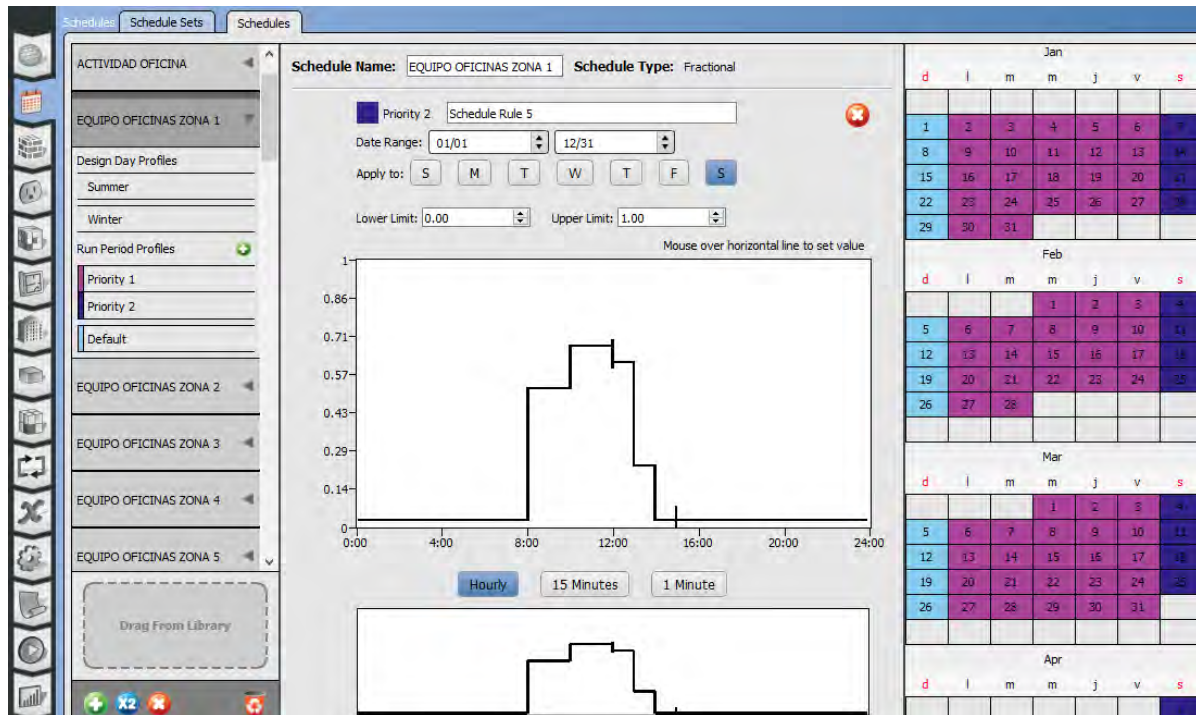 Schedules Schedule Sets Schedules
ACTIVIDAD OFICINA
EQUIPO OFICINAS ZONA 1
Design Day Profiles
Summer
Winter
Run Period Profiles
Priority 1
Priority 2
Default
EQUIPO OFICINAS ZONA 2
EQUIPO OFICINAS ZONA 3
EQUIPO OFICINAS ZONA 4
EQUIPO OFICINAS ZONA 5
Drag From Library
X2
Schedule Name: EQUIPO OFICINAS ZONA 1 Schedule Type: Fractional
Priority 2 Schedule Rule 5
Date Range: 01/01 12/31
Apply to: S M T W T F S
Lower Limit: 0.00 Upper Limit: 1.00
Mouse over horizontal line to set value
1
0.86
0.71
0.57
0.43
0.29
0.14
0
0:00 4:00 8:00 12:00 16:00 20:00 24:00
Hourly 15 Minutes 1 Minute
Jan
d l m m j v s
1 2 3 4 5 6 7
8 9 10 11 12 13 14
15 16 17 18 19 20 21
22 23 24 25 26 27 28
29 30 31
Feb
d l m m j v s
1 2 3 4
5 6 7 8 9 10 11
12 13 14 15 16 17 18
19 20 21 22 23 24 25
26 27 28
Mar
d l m m j v s
1 2 3 4
5 6 7 8 9 10 11
12 13 14 15 16 17 18
19 20 21 22 23 24 25
26 27 28 29 30 31
Apr
d l m m j v s